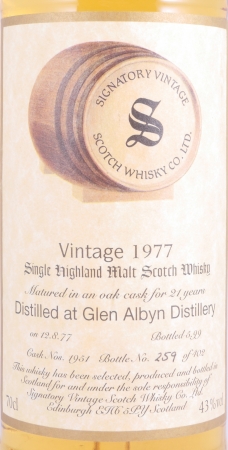 SIGNATORY VINTAGE
SCOTCH WHISKY CO. LTD.
S
Vintage 1977
Single Highland Malt Scotch Whisky
Matured in an oak cask for 21 years
Distilled at Glen Albyn Distillery
on 12.8.77 Bottled 5.99
Cask Nos. 1951 Bottle No. 259 of 102
This whisky has been selected, produced and bottled in
Scotland for and under the sole responsibility of
Signatory Vintage Scotch Whisky Co. Ltd.
70cl Edinburgh EH6 5PY Scotland 43%vol